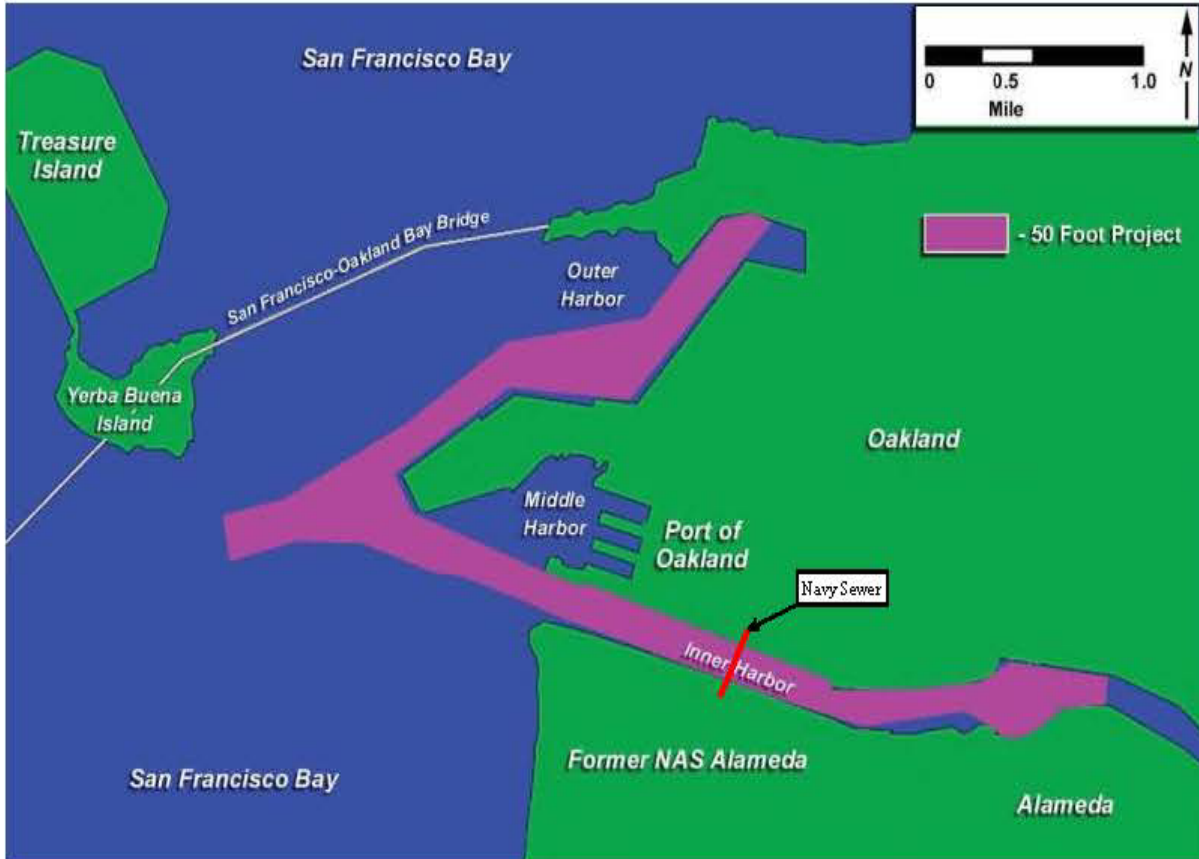 San Francisco Bay
N
0 0.5 1.0
Mile
Treasure
Island
- 50 Foot Project
San Francisco-Oakland Bay Bridge
Outer
Harbor
Yerba Buena
Island
Oakland
Middle
Harbor
Port of
Oakland
Navy Sewer
Inner Harbor
Former NAS Alameda
San Francisco Bay
Alameda